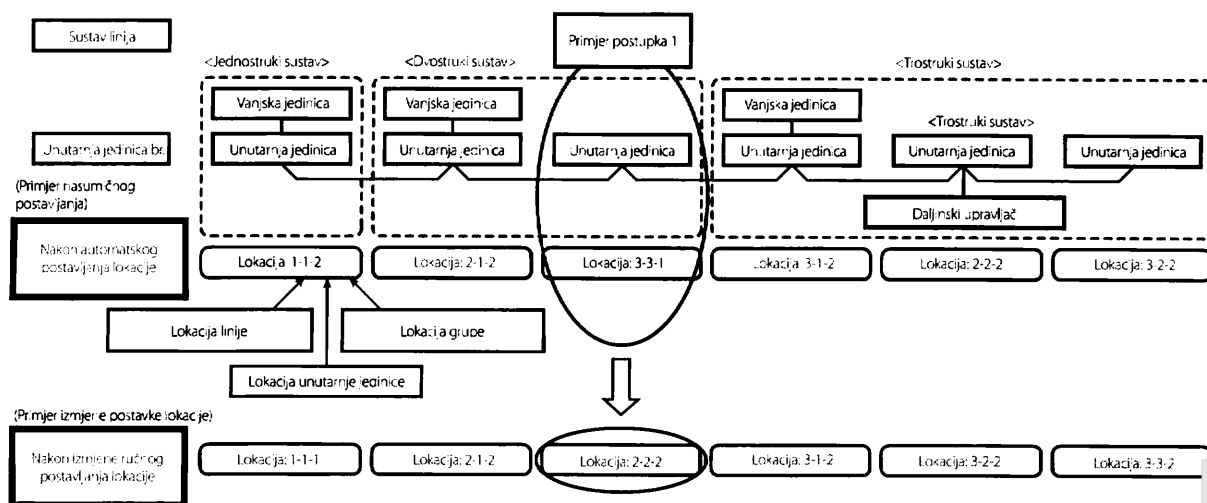 Sustav linija
Primjer postupka 1
<Jednostruki sustav>
<Dvostruki sustav>
<Trostruki sustav>
Vanjska jedinica
Vanjska jedinica
Vanjska jedinica
<Trostruki sustav>
Unutarnja jedinica br.
Unutarnja jedinica
Unutarnja jedinica
Unutarnja jedinica
Unutarnja jedinica
Unutarnja jedinica
Unutarnja jedinica
(Primjer nasumičnog
postavljanja)
Daljinski upravljač
Nakon automatskog
postavljanja lokacije
Lokacija 1-1-2
Lokacija: 2-1-2
Lokacija: 3-3-1
Lokacija: 3-1-2
Lokacija: 2-2-2
Lokacija: 3-2-2
Lokacija linije
Lokacija grupe
Lokacija unutarnje jedinice
(Primjer izmjene postavke lokacije)
Nakon izmjene ručnog
postavljanja lokacije
Lokacija: 1-1-1
Lokacija: 2-1-2
Lokacija: 2-2-2
Lokacija: 3-1-2
Lokacija: 3-2-2
Lokacija: 3-3-2